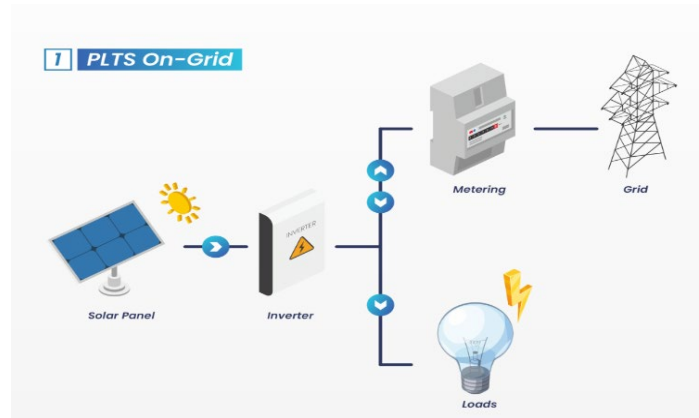 1 PLTS On-Grid
Metering
Grid
INVERTER
Solar Panel
Inverter
Loads